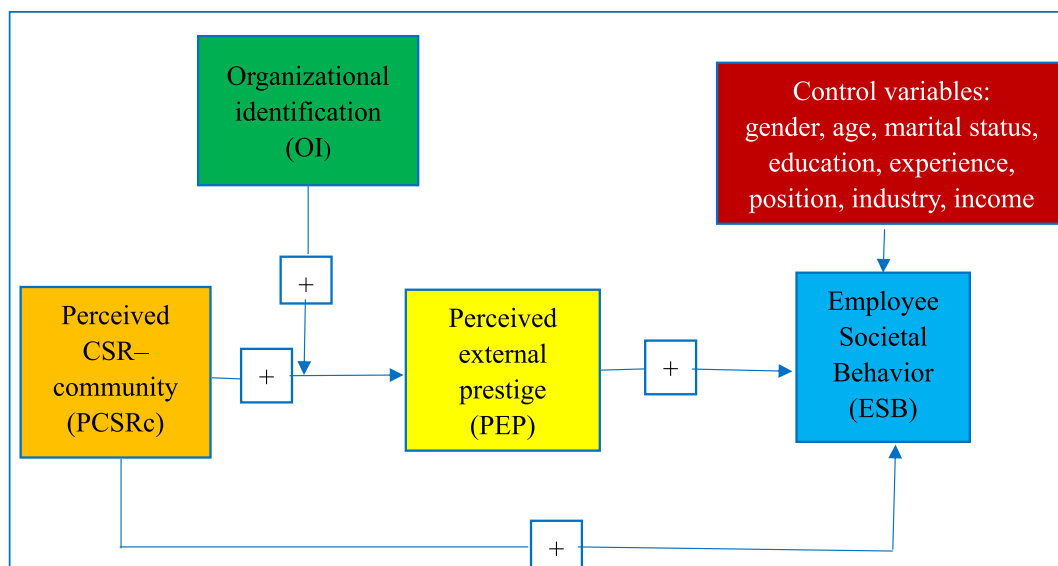 Organizational
identification
(OI)
Control variables:
gender, age, marital status,
education, experience,
position, industry, income
+
Perceived
CSR–
community
(PCSRc)
+
Perceived
external
prestige
(PEP)
+
Employee
Societal
Behavior
(ESB)
+